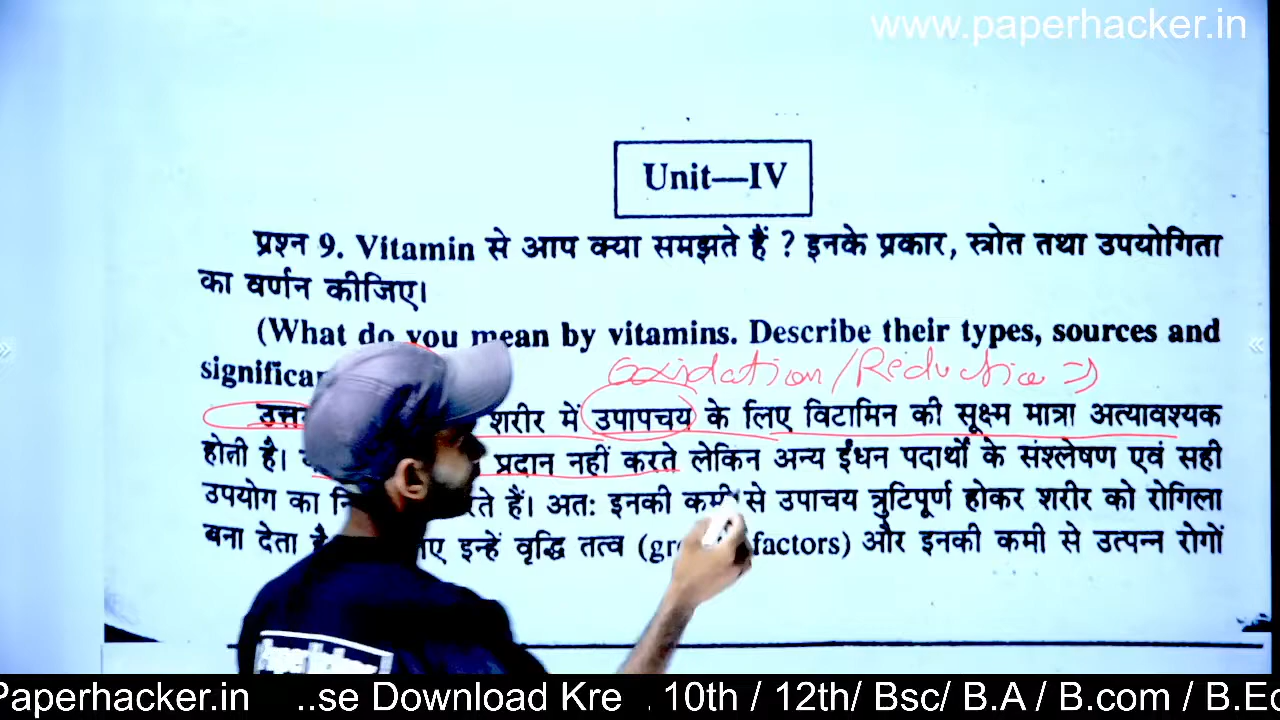 www.paperhacker.in
Unit—IV
प्रश्न 9. Vitamin से आप क्या समझते हैं ? इनके प्रकार, स्त्रोत तथा उपयोगिता
का वर्णन कीजिए।
(What do you mean by vitamins. Describe their types, sources and
oxidation / Reduction ⇒
शरीर में उपापचय के लिए विटामिन की सूक्ष्म मात्रा अत्यावश्यक
होती है। प्रदान नहीं करते लेकिन अन्य ईंधन पदार्थों के संश्लेषण एवं सही
उपयोग का हैं। अतः इनकी कमी से उपाचय त्रुटिपूर्ण होकर शरीर को रोगिला
बना देता इन्हें वृद्धि तत्व factors) और इनकी कमी से उत्पन्न रोगों
Paperhacker.in ..se Download Kre 10th / 12th/ Bsc/ B.A / B.com / B.Ed